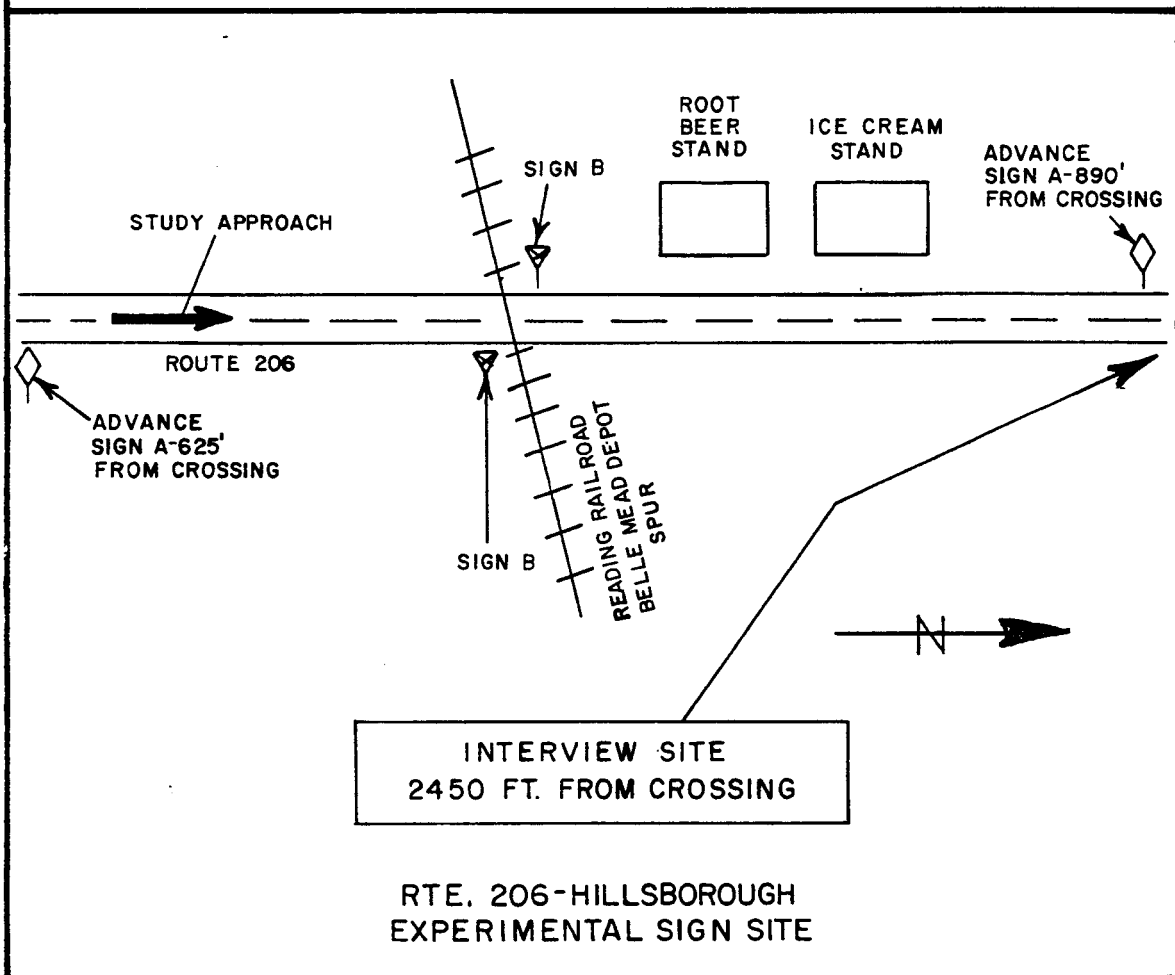 ROOT
BEER
STAND
ICE CREAM
STAND
ADVANCE
SIGN A-890'
FROM CROSSING
SIGN B
STUDY APPROACH
ROUTE 206
ADVANCE
SIGN A-625'
FROM CROSSING
SIGN B
READING RAILROAD
BELLE MEAD DEPOT
SPUR
N
INTERVIEW SITE
2450 FT. FROM CROSSING
RTE. 206-HILLSBOROUGH
EXPERIMENTAL SIGN SITE